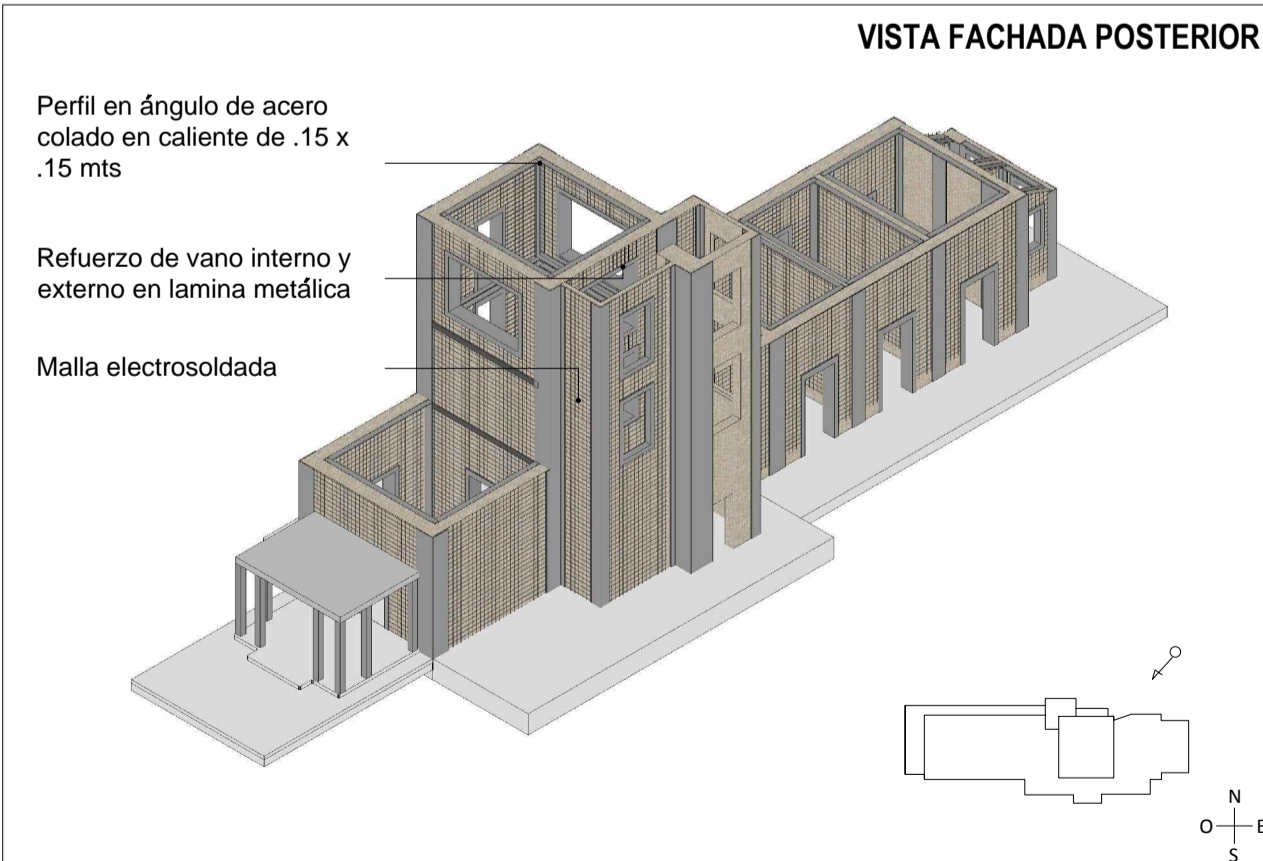 VISTA FACHADA POSTERIOR
Perfil en ángulo de acero
colado en caliente de .15 x
.15 mts
Refuerzo de vano interno y
externo en lamina metálica
Malla electrosoldada
N
O E
S